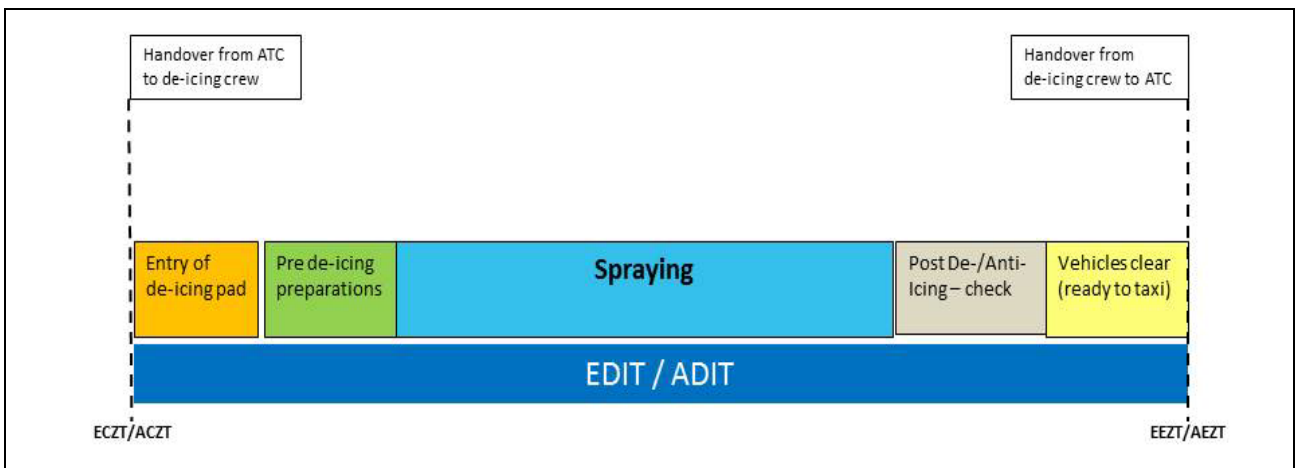 Handover from ATC
to de-icing crew
Handover from
de-icing crew to ATC
Entry of
de-icing pad
Pre de-icing
preparations
Spraying
Post De-/Anti-
Icing – check
Vehicles clear
(ready to taxi)
EDIT / ADIT
ECZT/ACZT
EEZT/AEZT